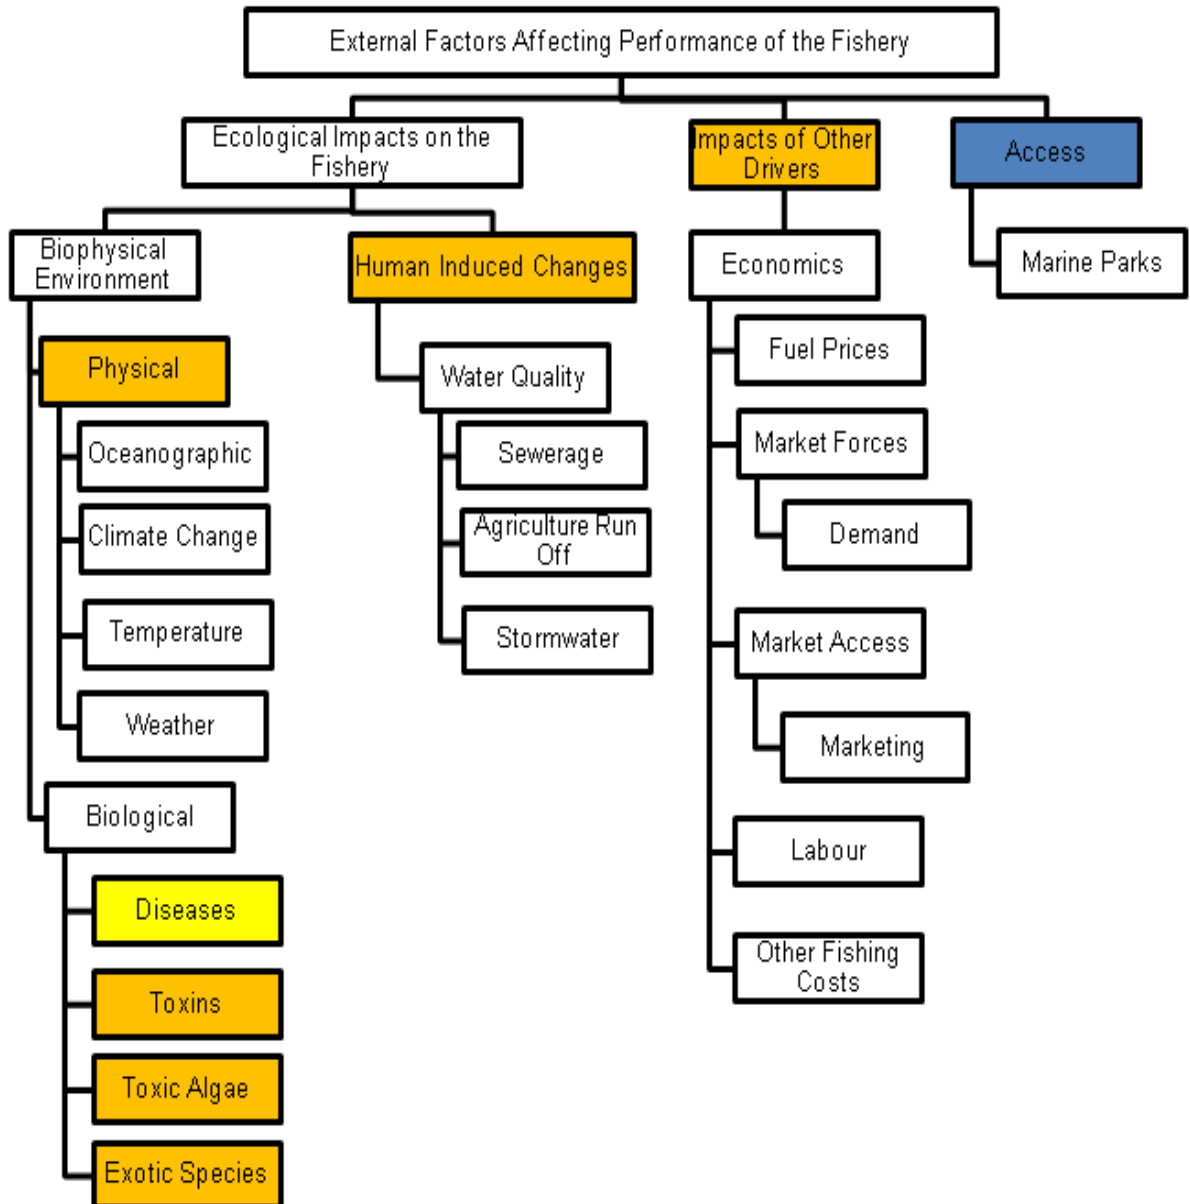 External Factors Affecting Performance of the Fishery
Ecological Impacts on the
Fishery
Impacts of Other
Drivers
Access
Biophysical
Environment
Human Induced Changes
Economics
Marine Parks
Physical
Water Quality
Fuel Prices
Oceanographic
Sewerage
Market Forces
Climate Change
Agriculture Run
Off
Demand
Temperature
Stormwater
Market Access
Weather
Marketing
Biological
Labour
Diseases
Other Fishing
Costs
Toxins
Toxic Algae
Exotic Species